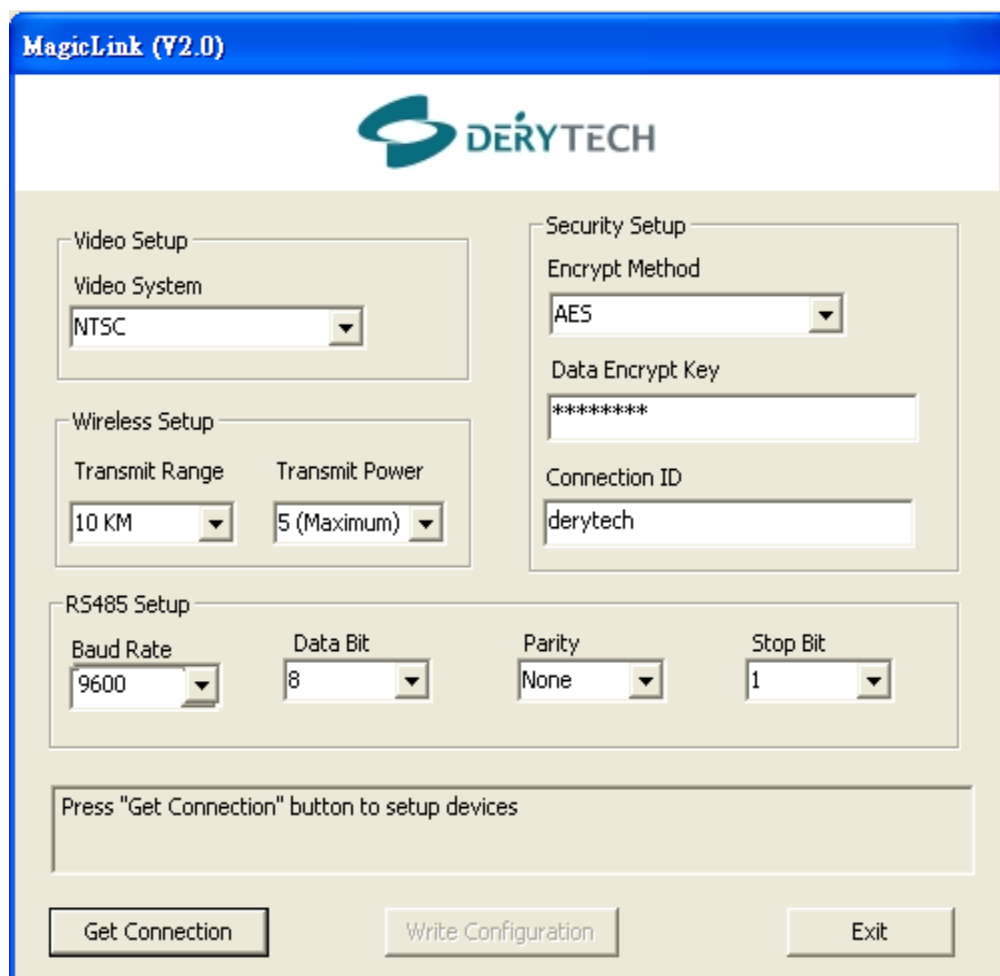 MagicLink (V2.0)
DERYTECH
Video Setup
Video System
NTSC
Security Setup
Encrypt Method
AES
Data Encrypt Key
********
Connection ID
derytech
Wireless Setup
Transmit Range
10 KM
Transmit Power
5 (Maximum)
RS485 Setup
Baud Rate
9600
Data Bit
8
Parity
None
Stop Bit
1
Press "Get Connection" button to setup devices
Get Connection
Write Configuration
Exit